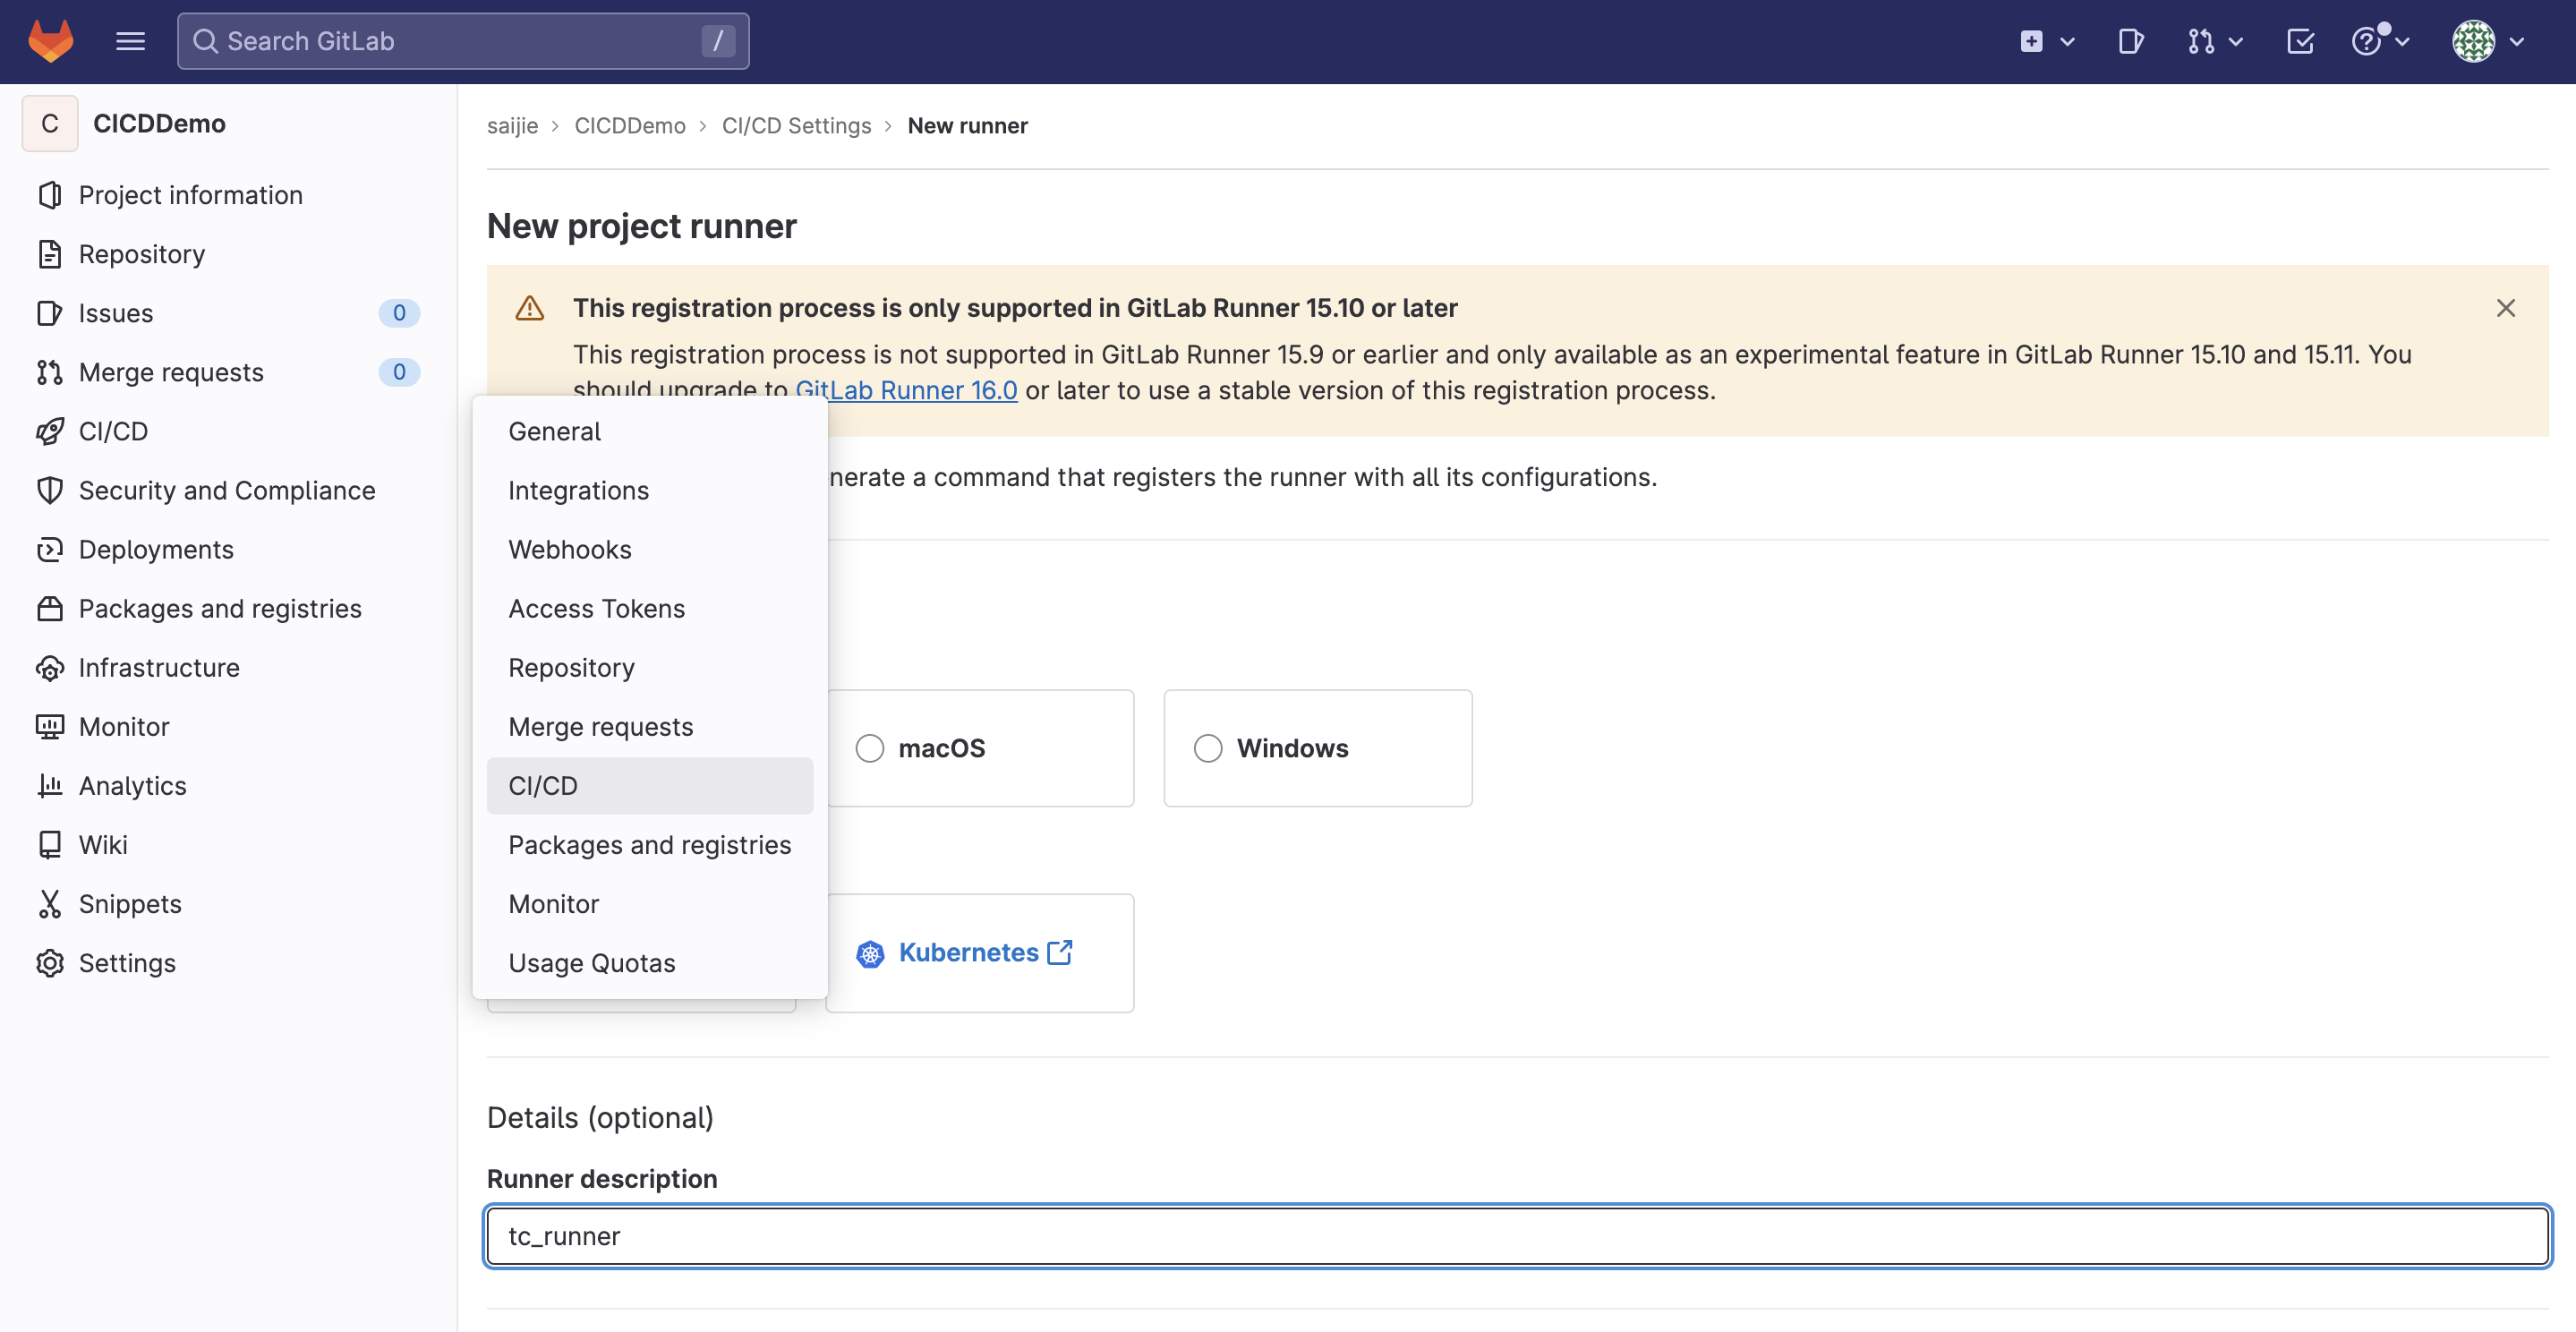 Search GitLab
/
C
CICDDemo
Project information
Repository
Issues
0
Merge requests
0
CI/CD
Security and Compliance
Deployments
Packages and registries
Infrastructure
Monitor
Analytics
Wiki
Snippets
Settings
saijie > CICDDemo > CI/CD Settings > New runner
New project runner
This registration process is only supported in GitLab Runner 15.10 or later
This registration process is not supported in GitLab Runner 15.9 or earlier and only available as an experimental feature in GitLab Runner 15.10 and 15.11. You
should upgrade to GitLab Runner 16.0 or later to use a stable version of this registration process.
General
Integrations
Webhooks
Access Tokens
Repository
Merge requests
CI/CD
Packages and registries
Monitor
Usage Quotas
a command that registers the runner with all its configurations.
macOS
Windows
Kubernetes
Details (optional)
Runner description
tc_runner